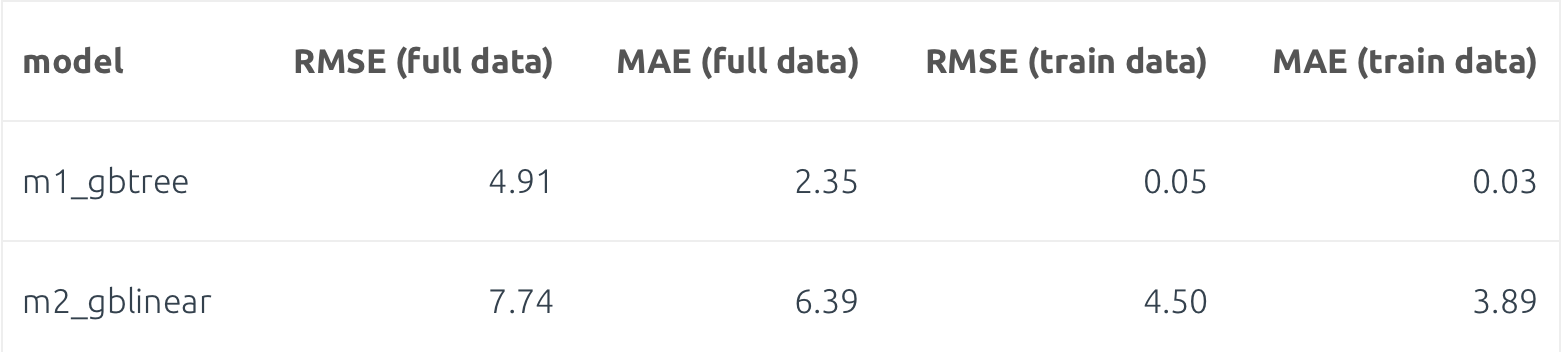 model RMSE (full data) MAE (full data) RMSE (train data) MAE (train data)
m1_gbtree 4.91 2.35 0.05 0.03
m2_gblinear 7.74 6.39 4.50 3.89